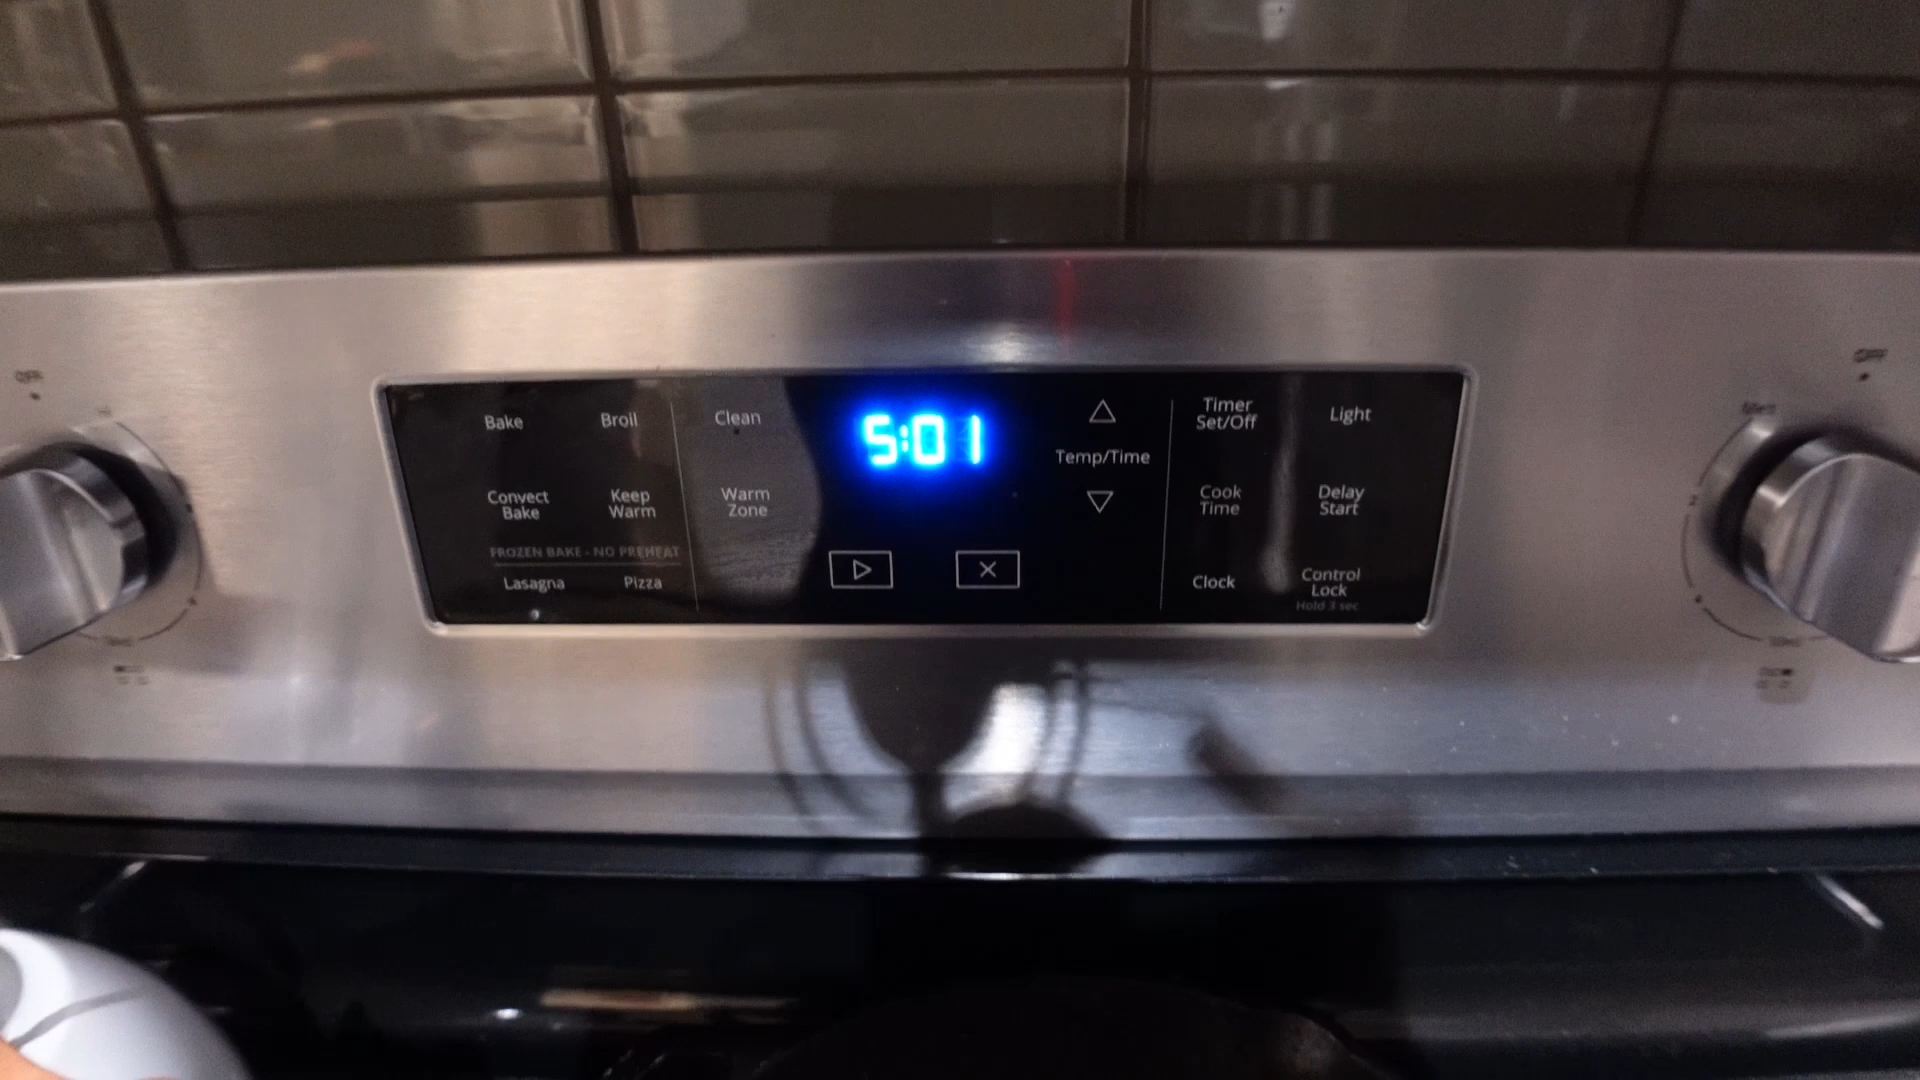 OFF
OFF
Bake
Broil
Clean
5:01
Temp/Time
Timer
Set/Off
Light
Convect
Bake
Keep
Warm
Warm
Zone
Cook
Time
Delay
Start
FROZEN BAKE - NO PREHEAT
Lasagna
Pizza
Clock
Control
Lock
Hold 3 sec